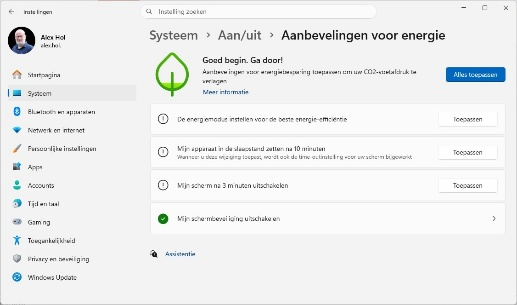 Instellingen
Instelling zoeken
Alex Hol
alex.hol.
Startpagina
Systeem
Bluetooth en apparaten
Netwerk en internet
Persoonlijke instellingen
Apps
Accounts
Tijd en taal
Gaming
Toegankelijkheid
Privacy en beveiliging
Windows Update
Systeem > Aan/uit > Aanbevelingen voor energie
Goed begin. Ga door!
Aanbevelingen voor energiebesparing toepassen om uw CO2-voetafdruk te
verlagen
Meer informatie
Alles toepassen
De energiemodus instellen voor de beste energie-efficiëntie
Toepassen
Mijn apparaat in de slaapstand zetten na 10 minuten
Wanneer u deze wijziging toepast, wordt ook de time-outinstelling voor uw scherm bijgewerkt
Toepassen
Mijn scherm na 3 minuten uitschakelen
Toepassen
Mijn schermbeveiliging uitschakelen
Assistentie